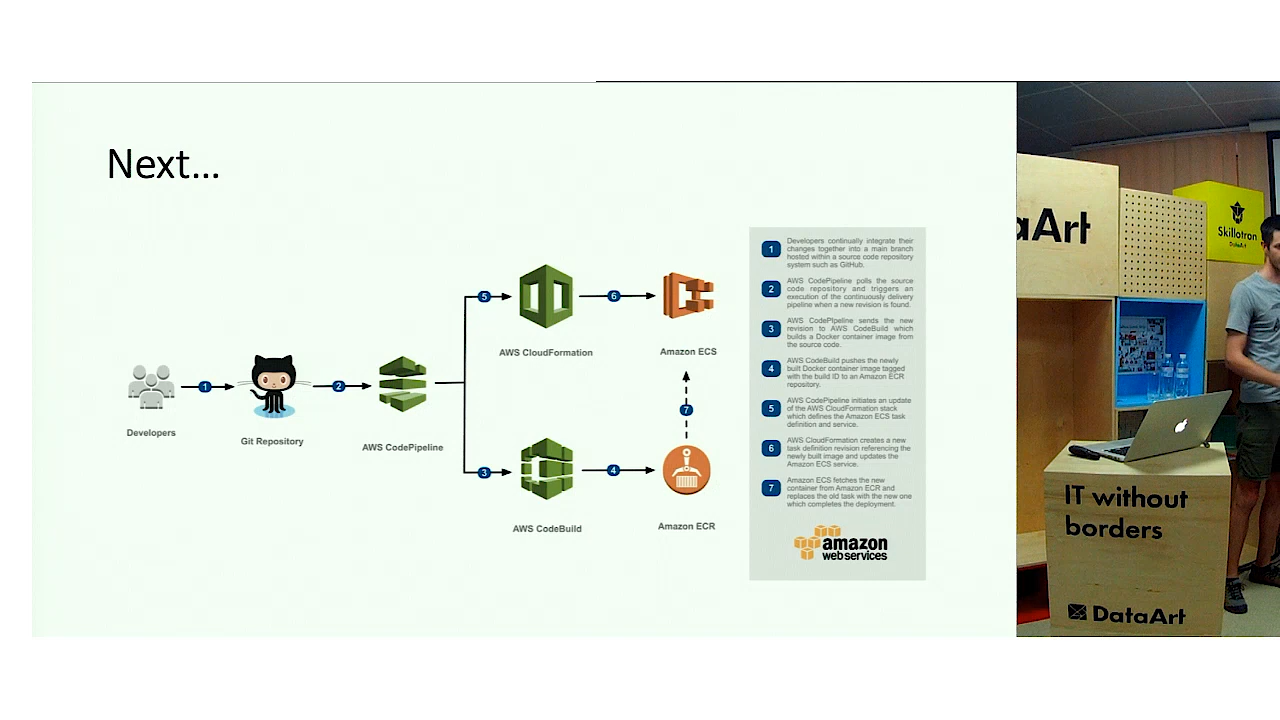 Next...
Developers
1
Git Repository
2
AWS CodePipeline
5
AWS CloudFormation
6
Amazon ECS
3
AWS CodeBuild
4
Amazon ECR
7
1
Developers continually integrate their
changes together into a main branch
hosted within a source code repository
system such as GitHub.
2
AWS CodePipeline polls the source
code repository and triggers an
execution of the continuously delivery
pipeline when a new revision is found.
3
AWS CodePipeline sends the new
revision to AWS CodeBuild which
builds a Docker container image from
the source code.
4
AWS CodeBuild pushes the newly
built Docker container image tagged
with the build ID to an Amazon ECR
repository.
5
AWS CodePipeline initiates an update
of the AWS CloudFormation stack
which defines the Amazon ECS task
definition and service.
6
AWS CloudFormation creates a new
task definition revision referencing the
newly built image and updates the
Amazon ECS service.
7
Amazon ECS fetches the new
container from Amazon ECR and
replaces the old task with the new one
which completes the deployment.
amazon
web services
aArt
Skillotron
DataArt
IT without
borders
DataArt